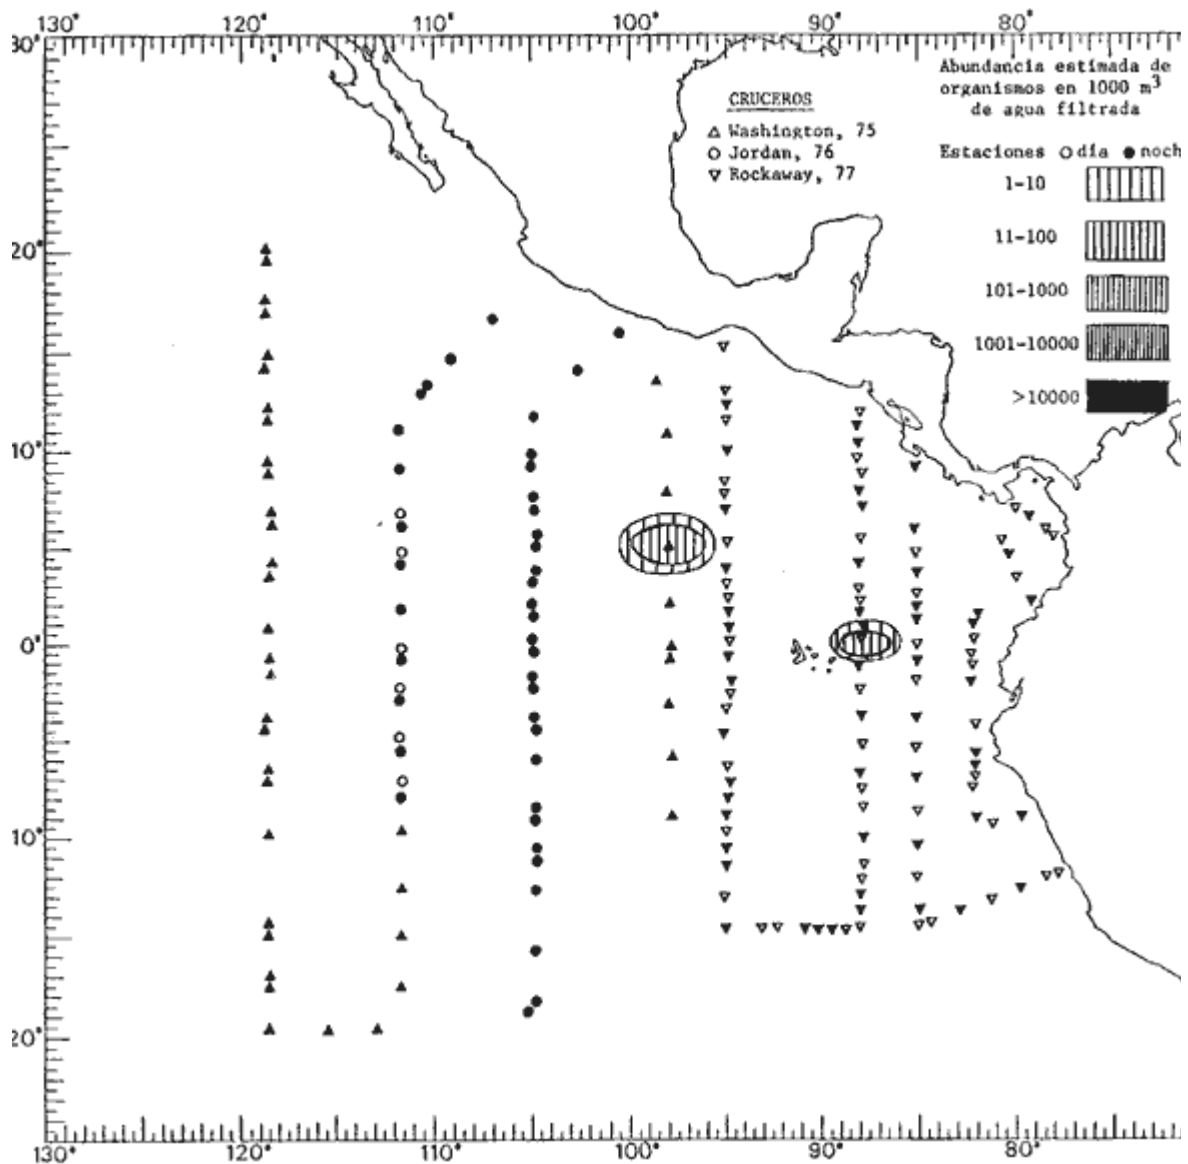 130° 120° 110° 100° 90° 80°
30°
Abundancia estimada de
organismos en 1000 m³
de agua filtrada
CRUCEROS
△ Washington, 75
○ Jordan, 76
▽ Rockaway, 77
Estaciones ○ día ● noch
1-10
11-100
101-1000
1001-10000
>10000
20°
10°
0°
10°
20°
130° 120° 110° 100° 90° 80°